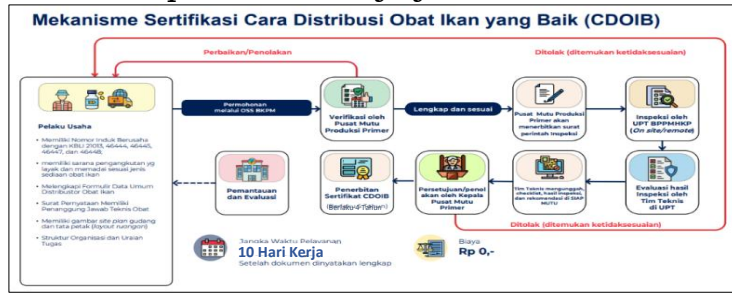 Mekanisme Sertifikasi Cara Distribusi Obat Ikan yang Baik (CDOIB)
Perbaikan/Penolakan
Ditolak (ditemukan ketidaksesuaian)
Pelaku Usaha
• Memiliki Nomor Induk Berusaha
dengan KBLI 21013, 46444, 46445,
46447, dan 46448;
• memiliki sarana pengangkutan yg
layak dan memadai sesuai jenis
sediaan obat ikan
• Melengkapi Formulir Data Umum
Distributor Obat Ikan
• Surat Pernyataan Memiliki
Penanggung Jawab Teknis Obat
• Memiliki gambar site plan gudang
dan tata petak (layout ruangan)
• Struktur Organisasi dan Uraian
Tugas
Permohonan
melalui OSS BKPM
Verifikasi oleh
Pusat Mutu
Produksi Primer
Lengkap dan sesuai
Pusat Mutu Produksi
Primer akan
menerbitkan surat
perintah Inspeksi
Inspeksi oleh
UPT BPPMHKP
(On site/remote)
Evaluasi hasil
Inspeksi oleh
Tim Teknis
di UPT
Tim Teknis mengunggah,
checklist, hasil inspeksi,
dan rekomendasi di SIAP
MUTU
Persetujuan/penol
akan oleh Kepala
Pusat Mutu
Primer
Penerbitan
Sertifikat CDOIB
Berlaku 4 Tahun
Pemantauan
dan Evaluasi
Ditolak (ditemukan ketidaksesuaian)
Jangka Waktu Pelayanan
10 Hari Kerja
Setelah dokumen dinyatakan lengkap
Biaya
Rp 0,-